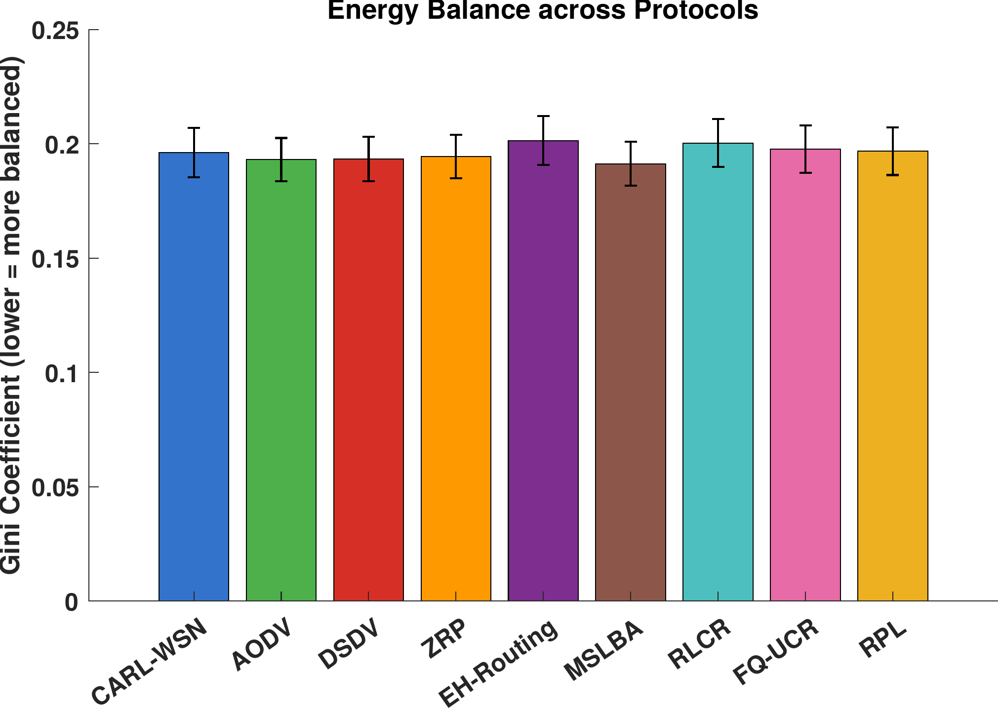 Energy Balance across Protocols
Gini Coefficient (lower = more balanced)
0.25
0.2
0.15
0.1
0.05
0
CARL-WSN
AODV
DSDV
ZRP
EH-Routing
MSLBA
RLCR
FQ-UCR
RPL